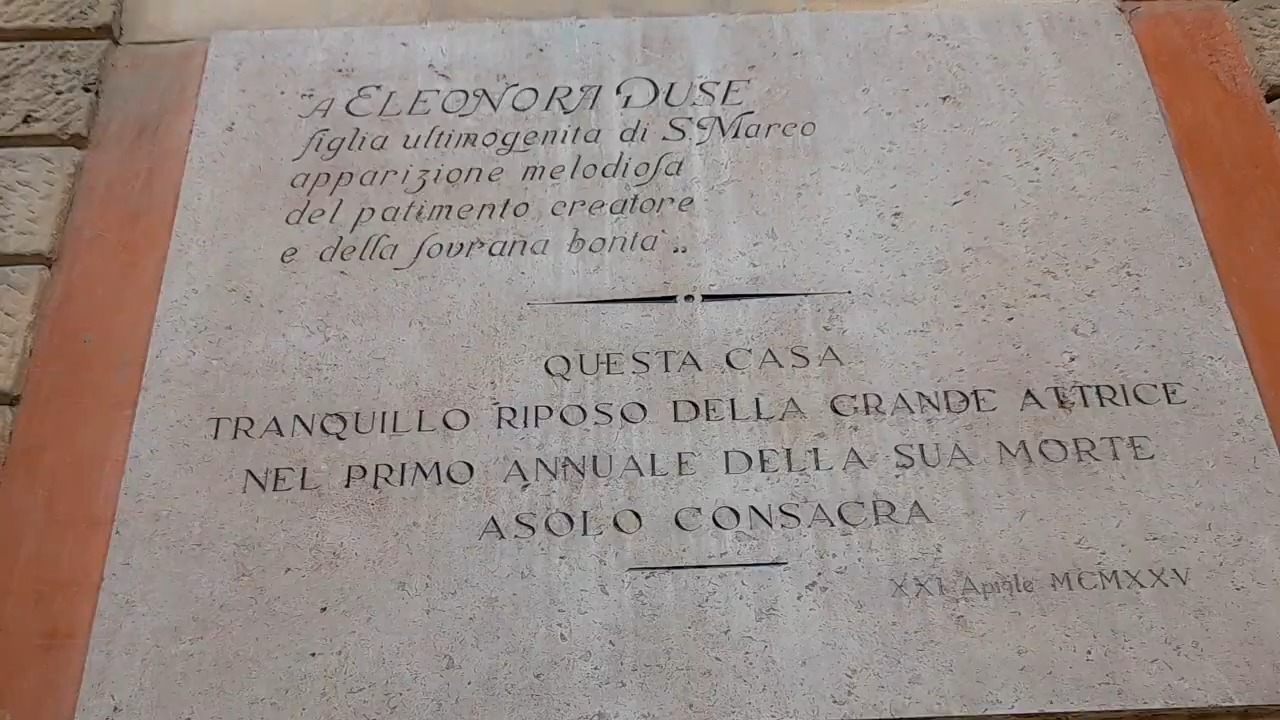 "A ELEONORA DUSE
figlia ultimogenita di S. Marco
apparizione melodiosa
del patimento creatore
e della sovrana bontà „
QUESTA CASA
TRANQUILLO RIPOSO DELLA GRANDE ATTRICE
NEL PRIMO ANNUALE DELLA SUA MORTE
ASOLO CONSACRA
XXI Aprile MCMXXV